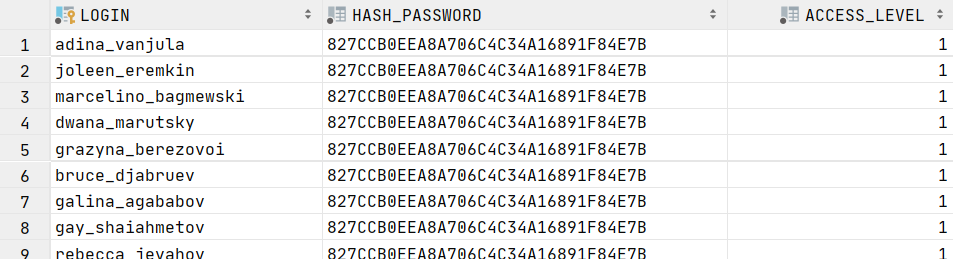 LOGIN HASH_PASSWORD ACCESS_LEVEL
1 adina_vanjula 827CCB0EEA8A706C4C34A16891F84E7B 1
2 joleen_eremkin 827CCB0EEA8A706C4C34A16891F84E7B 1
3 marcelino_bagmewski 827CCB0EEA8A706C4C34A16891F84E7B 1
4 dwana_marutsky 827CCB0EEA8A706C4C34A16891F84E7B 1
5 grazyna_berezovoi 827CCB0EEA8A706C4C34A16891F84E7B 1
6 bruce_djabruev 827CCB0EEA8A706C4C34A16891F84E7B 1
7 galina_agababov 827CCB0EEA8A706C4C34A16891F84E7B 1
8 gay_shaiahmetov 827CCB0EEA8A706C4C34A16891F84E7B 1
9 rebecca_jevahov 827CCB0EEA8A706C4C34A16891F84E7B 1